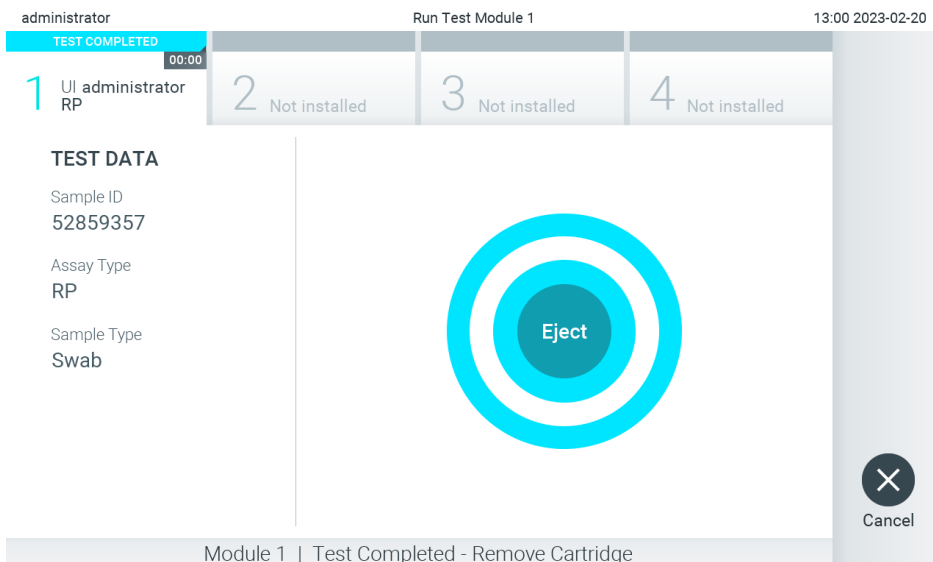 administrator Run Test Module 1 13:00 2023-02-20
TEST COMPLETED
00:00
1 UI administrator
RP
2 Not installed
3 Not installed
4 Not installed
TEST DATA
Sample ID
52859357
Assay Type
RP
Sample Type
Swab
Eject
Cancel
Module 1 | Test Completed - Remove Cartridge